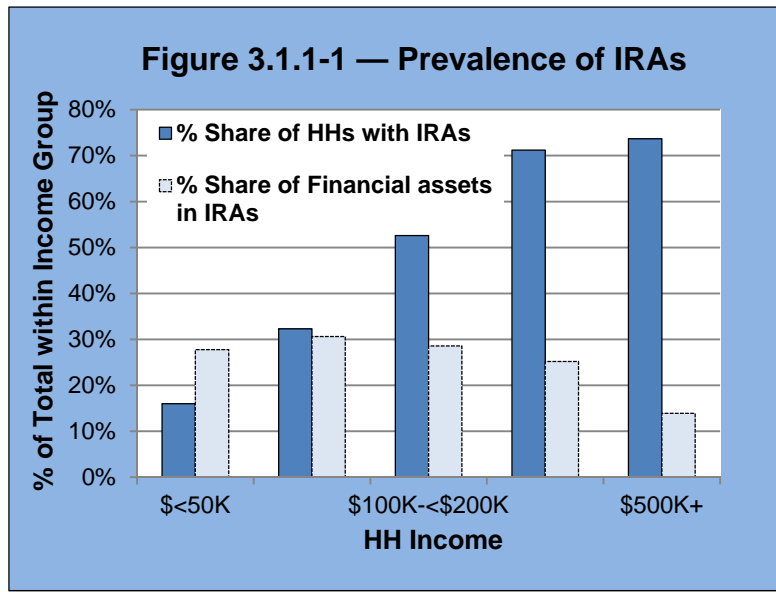 Figure 3.1.1-1 — Prevalence of IRAs
% of Total within Income Group
80%
70%
60%
50%
40%
30%
20%
10%
0%
% Share of HHs with IRAs
% Share of Financial assets
in IRAs
$<50K
$100K-<$200K
$500K+
HH Income